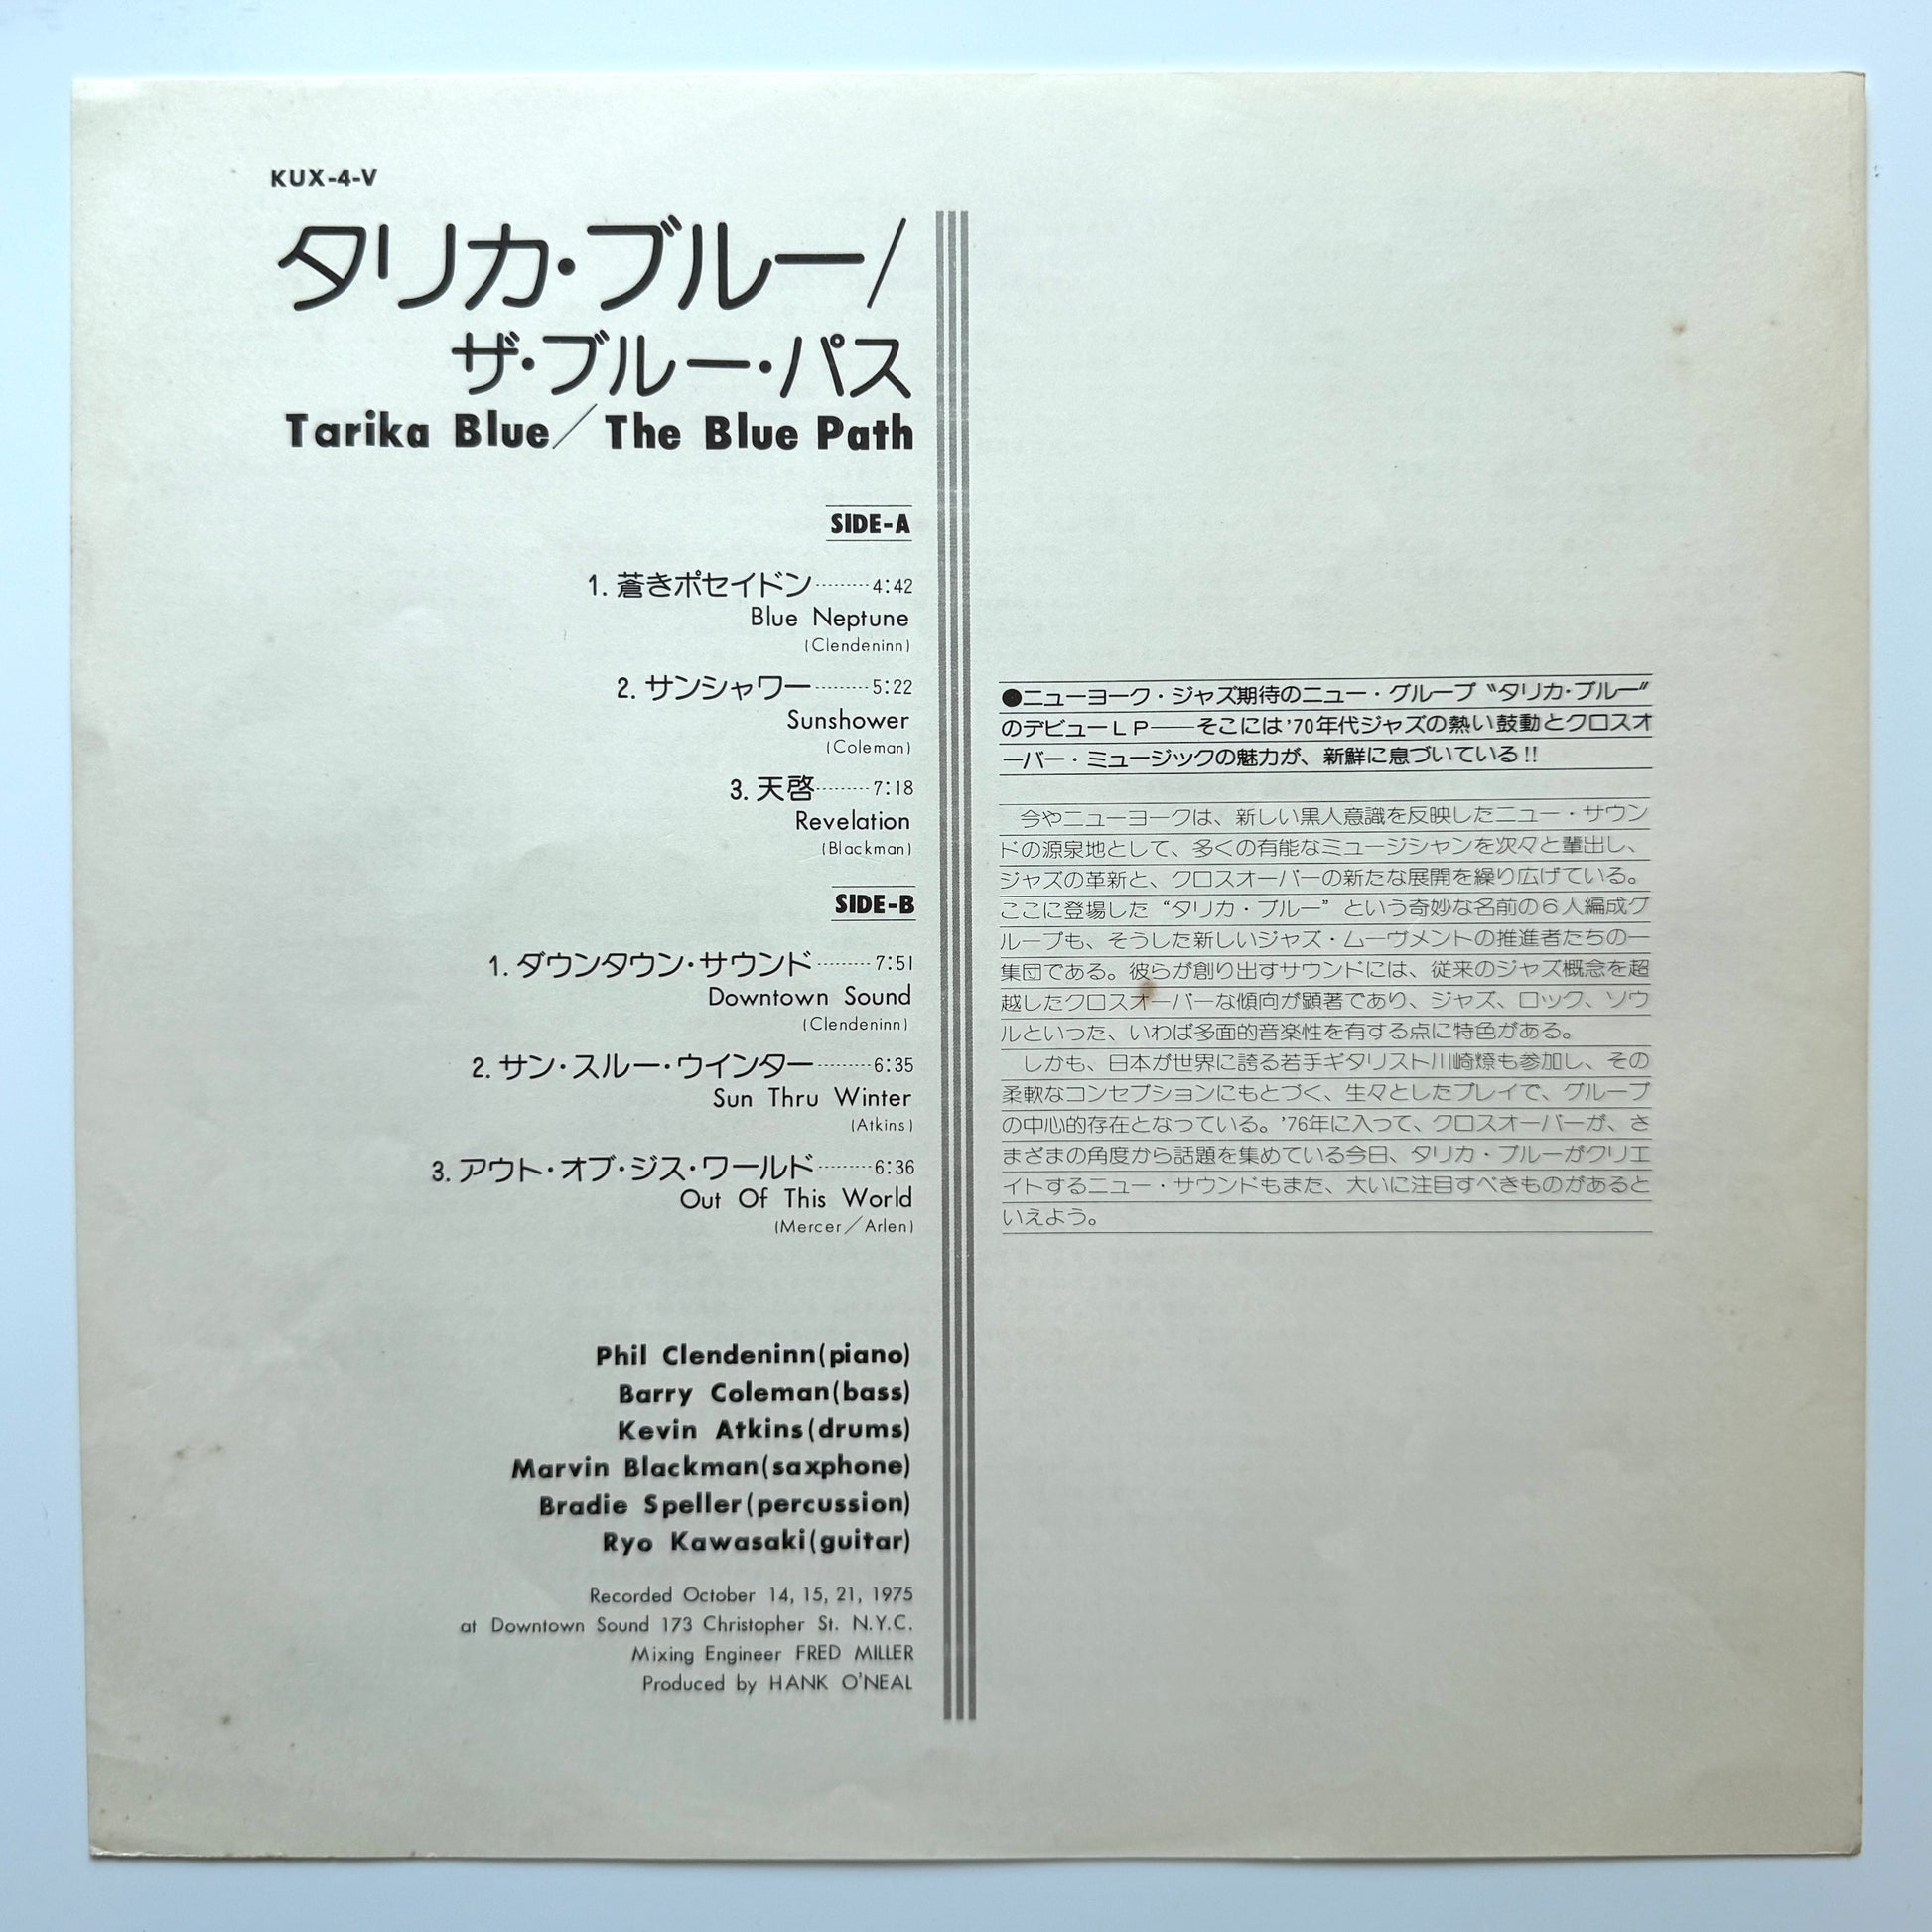 KUX-4-V
タリカ・ブルー/
ザ・ブルー・パス
Tarika Blue/The Blue Path
SIDE-A
1. 蒼きポセイドン………4:42
Blue Neptune
(Clendeninn)
2. サンシャワー………5:22
Sunshower
(Coleman)
3. 天啓………7:18
Revelation
(Blackman)
SIDE-B
1. ダウンタウン・サウンド………7:51
Downtown Sound
(Clendeninn)
2. サン・スルー・ウインター………6:35
Sun Thru Winter
(Atkins)
3. アウト・オブ・ジス・ワールド………6:36
Out Of This World
(Mercer/Arlen)
Phil Clendeninn(piano)
Barry Coleman(bass)
Kevin Atkins(drums)
Marvin Blackman(saxphone)
Bradie Speller(percussion)
Ryo Kawasaki(guitar)
Recorded October 14, 15, 21, 1975
at Downtown Sound 173 Christopher St. N.Y.C.
Mixing Engineer FRED MILLER
Produced by HANK O'NEAL
●ニューヨーク・ジャズ期待のニュー・グループ〝タリカ・ブルー〞
のデビューLP――そこには'70年代ジャズの熱い鼓動とクロスオ
ーバー・ミュージックの魅力が、新鮮に息づいている!!
今やニューヨークは、新しい黒人意識を反映したニュー・サウン
ドの源泉地として、多くの有能なミュージシャンを次々と輩出し、
ジャズの革新と、クロスオーバーの新たな展開を繰り広げている。
ここに登場した“タリカ・ブルー”という奇妙な名前の6人編成グ
ループも、そうした新しいジャズ・ムーヴメントの推進者たちの一
集団である。彼らが創り出すサウンドには、従来のジャズ概念を超
越したクロスオーバーな傾向が顕著であり、ジャズ、ロック、ソウ
ルといった、いわば多面的音楽性を有する点に特色がある。
しかも、日本が世界に誇る若手ギタリスト川崎燎も参加し、その
柔軟なコンセプションにもとづく、生々としたプレイで、グループ
の中心的存在となっている。'76年に入って、クロスオーバーが、さ
まざまの角度から話題を集めている今日、タリカ・ブルーがクリエ
イトするニュー・サウンドもまた、大いに注目すべきものがあると
いえよう。